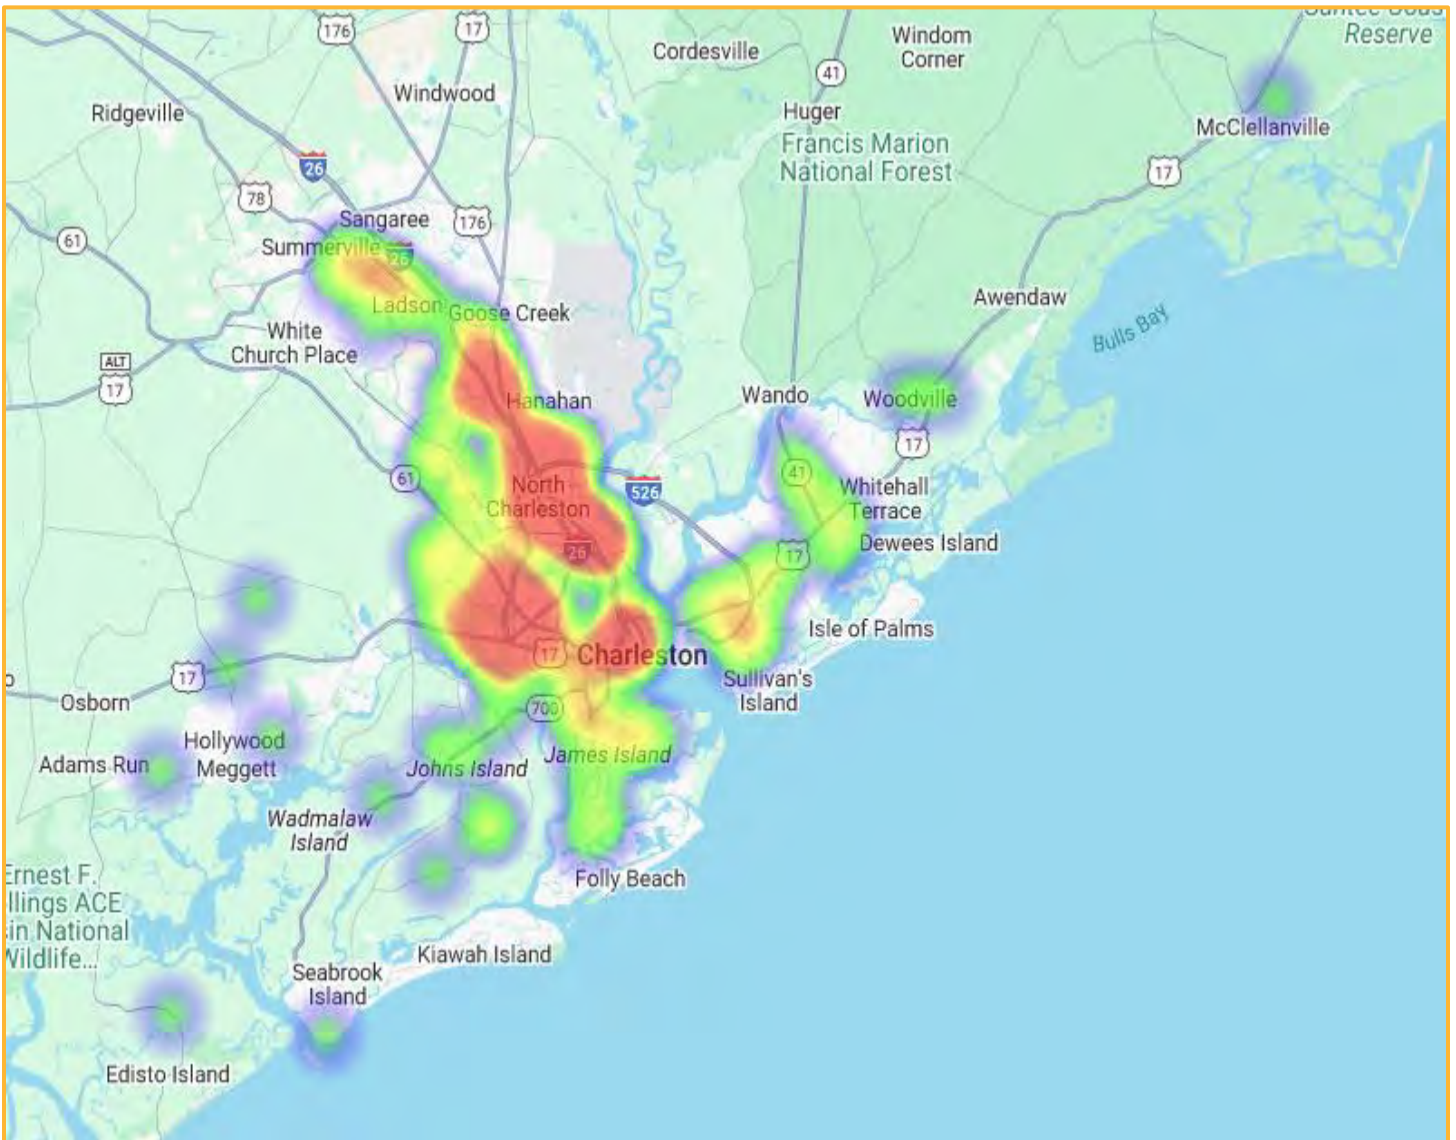 176
17
Cordesville
Windom
Corner
Reserve
41
Windwood
Ridgeville
Huger
McClellanville
Francis Marion
National Forest
26
17
78
Sangaree
176
61
Summerville
26
Awendaw
Ladson
Goose Creek
Bulls Bay
White
Church Place
ALT
17
Wando
Woodville
Hanahan
17
61
41
North
Charleston
526
Whitehall
Terrace
26
17
Dewees Island
Isle of Palms
17
Charleston
17
Osborn
Sullivan's
Island
700
Hollywood
Meggett
Adams Run
Johns Island
James Island
Wadmalaw
Island
Ernest F.
llings ACE
in National
Wildlife...
Folly Beach
Kiawah Island
Seabrook
Island
Edisto Island